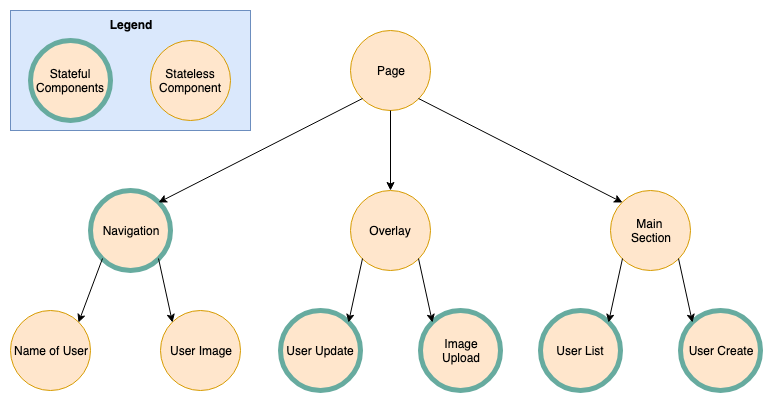 Legend
Stateful
Components
Stateless
Component
Page
Navigation
Overlay
Main
Section
Name of User
User Image
User Update
Image
Upload
User List
User Create